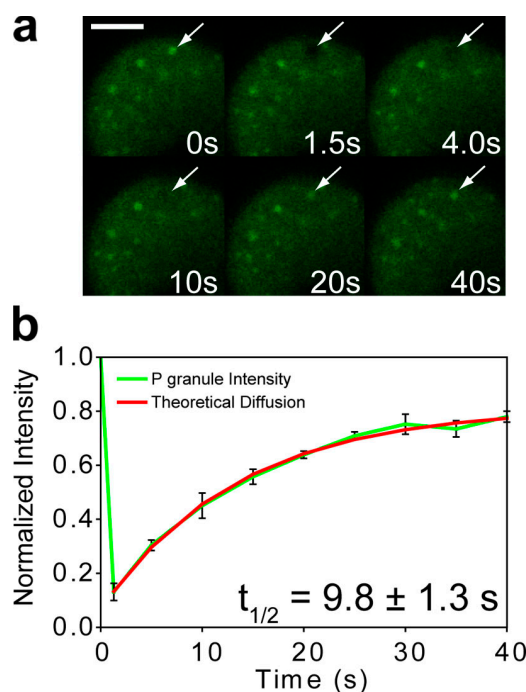 a
0s
1.5s
4.0s
10s
20s
40s
b
1.0
0.8
0.6
0.4
0.2
0.0
Normalized Intensity
P granule Intensity
Theoretical Diffusion
t1/2 = 9.8 ± 1.3 s
0
10
20
30
40
Time (s)